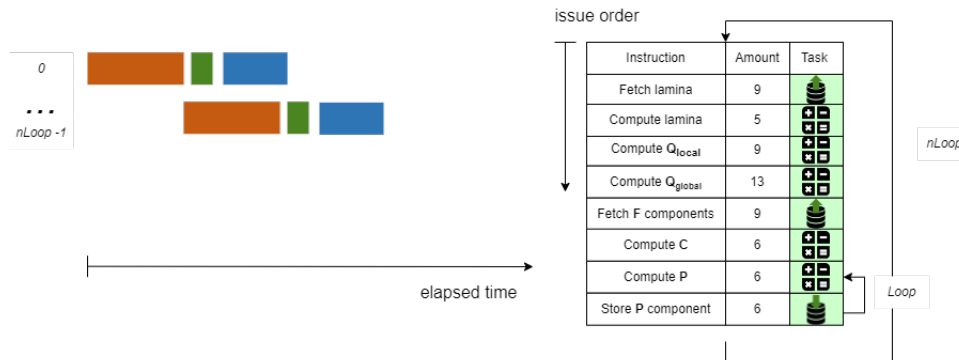 issue order
0
...
nLoop -1
elapsed time
Instruction Amount Task
Fetch lamina 9
Compute lamina 5
Compute Qlocal 9
Compute Qglobal 13
Fetch F components 9
Compute C 6
Compute P 6
Store P component 6
nLoop
Loop